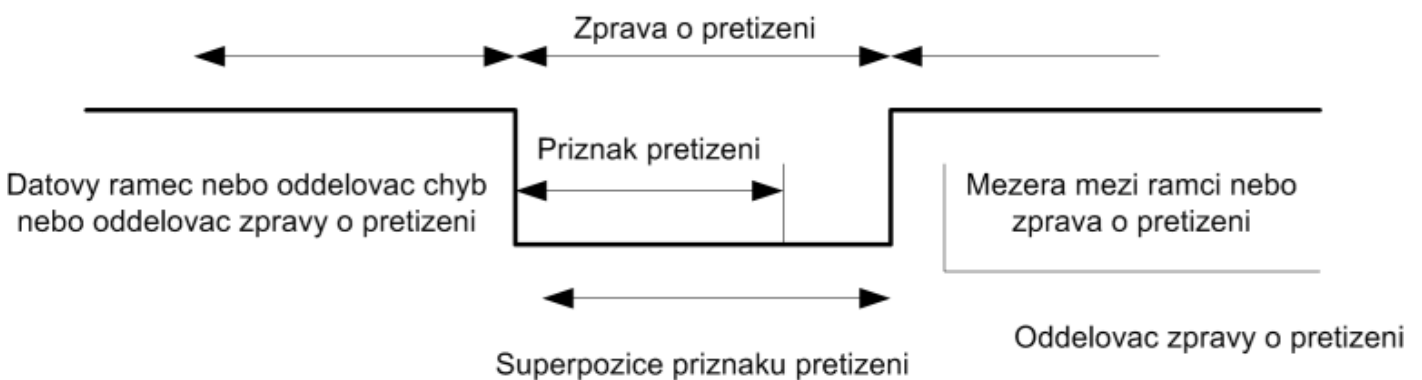 Zprava o pretizeni
Priznak pretizeni
Datovy ramec nebo oddelovac chyb
nebo oddelovac zpravy o pretizeni
Mezera mezi ramci nebo
zprava o pretizeni
Oddelovac zpravy o pretizeni
Superpozice priznaku pretizeni